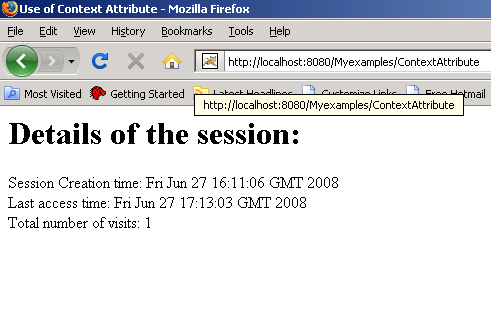 Use of Context Attribute - Mozilla Firefox
File Edit View History Bookmarks Tools Help
http://localhost:8080/Myexamples/ContextAttribute
Most Visited Getting Started Latest Headlines Customize Links Free Hotmail
http://localhost:8080/Myexamples/ContextAttribute
Details of the session:
Session Creation time: Fri Jun 27 16:11:06 GMT 2008
Last access time: Fri Jun 27 17:13:03 GMT 2008
Total number of visits: 1